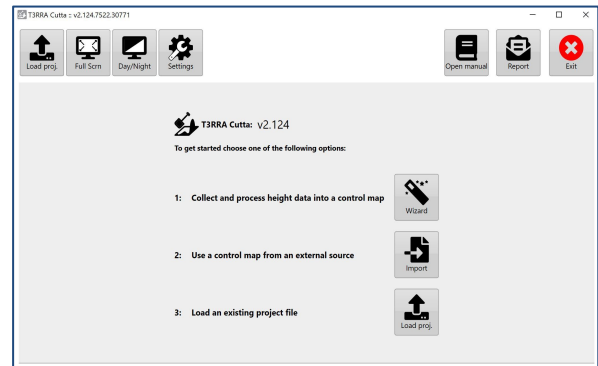 T3RRA Cutta :: v2.124.7522.30771
Load proj. Full Scrn Day/Night Settings Open manual Report Exit
T3RRA Cutta: v2.124
To get started choose one of the following options:
1: Collect and process height data into a control map
Wizard
2: Use a control map from an external source
Import
3: Load an existing project file
Load proj.